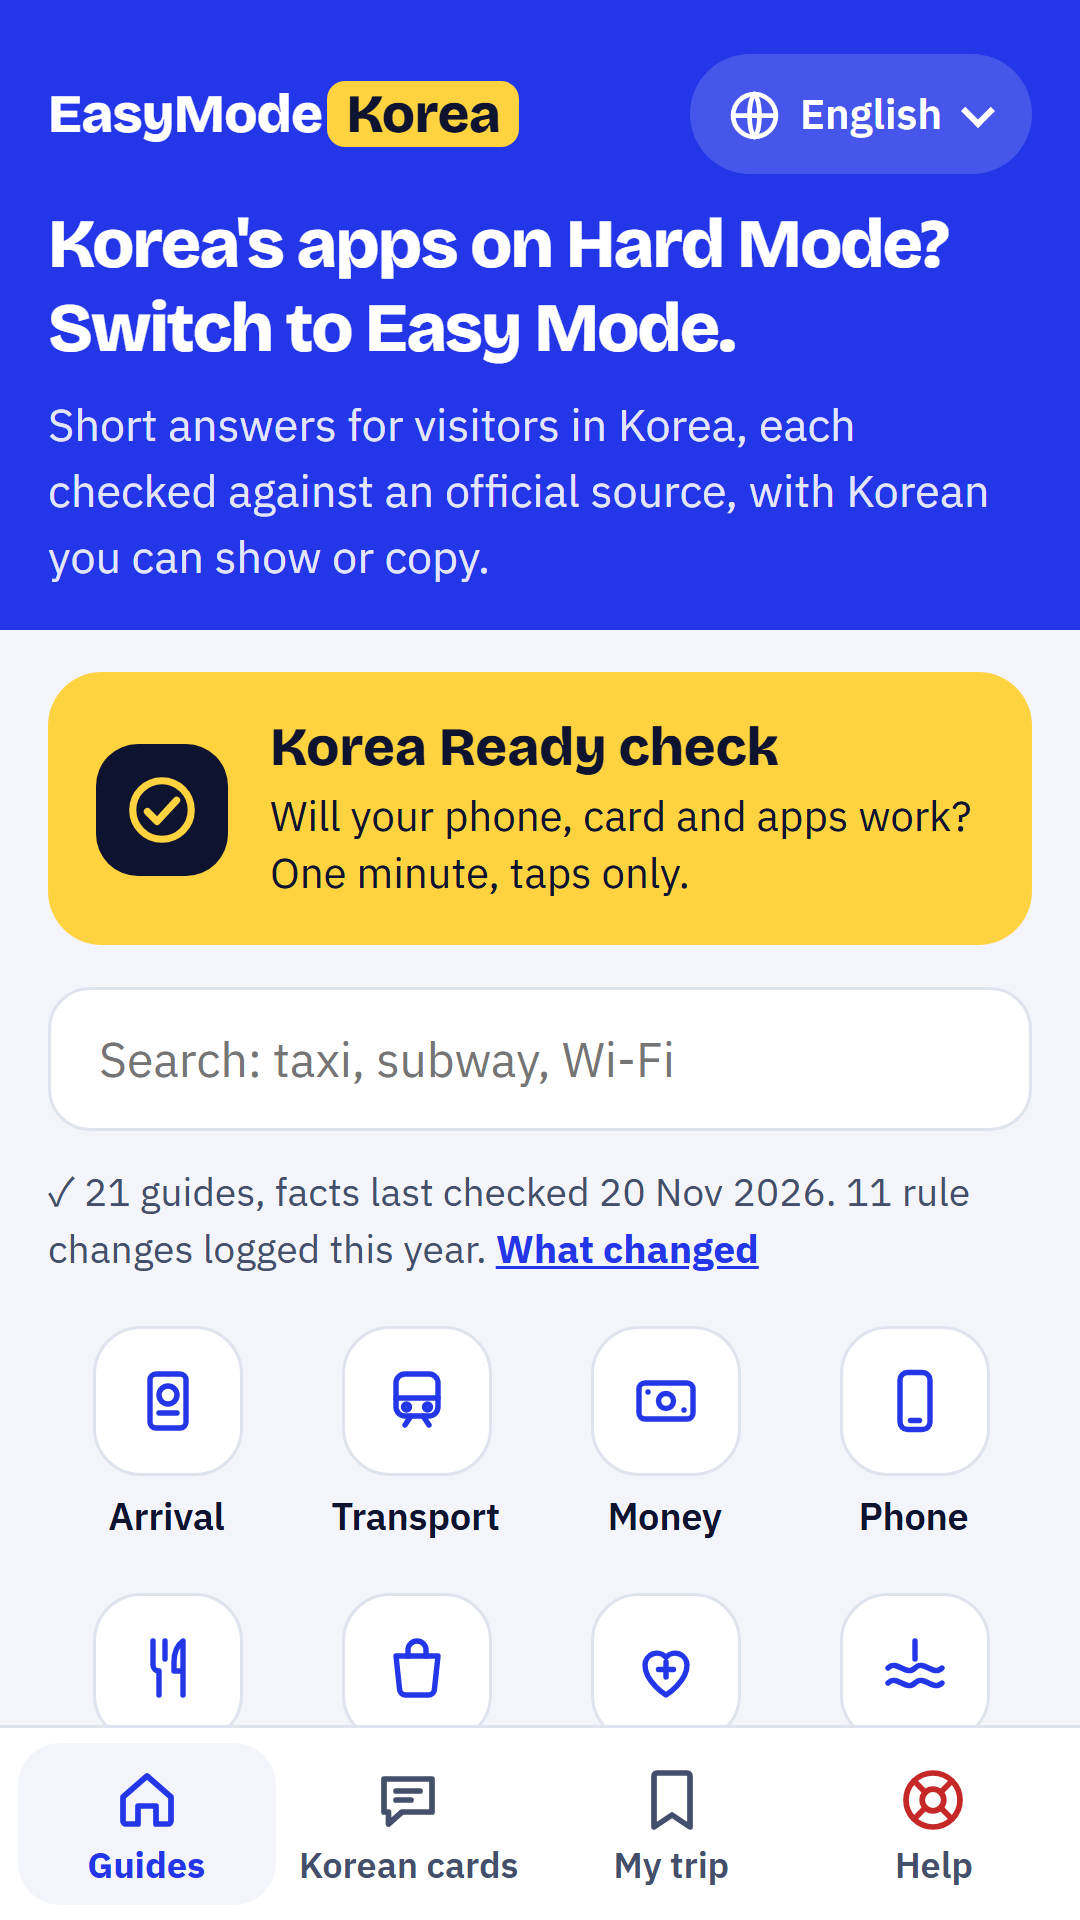 EasyMode Korea
English
Korea's apps on Hard Mode?
Switch to Easy Mode.
Short answers for visitors in Korea, each
checked against an official source, with Korean
you can show or copy.
Korea Ready check
Will your phone, card and apps work?
One minute, taps only.
Search: taxi, subway, Wi-Fi
✓ 21 guides, facts last checked 20 Nov 2026. 11 rule
changes logged this year. What changed
Arrival
Transport
Money
Phone
Guides
Korean cards
My trip
Help